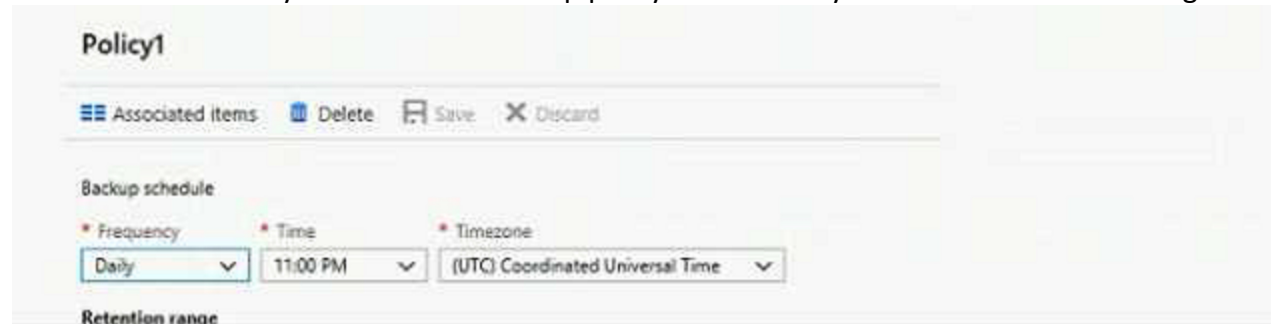 Policy1
Associated items Delete Save Discard
Backup schedule
* Frequency * Time * Timezone
Daily 11:00 PM (UTC) Coordinated Universal Time
Retention range